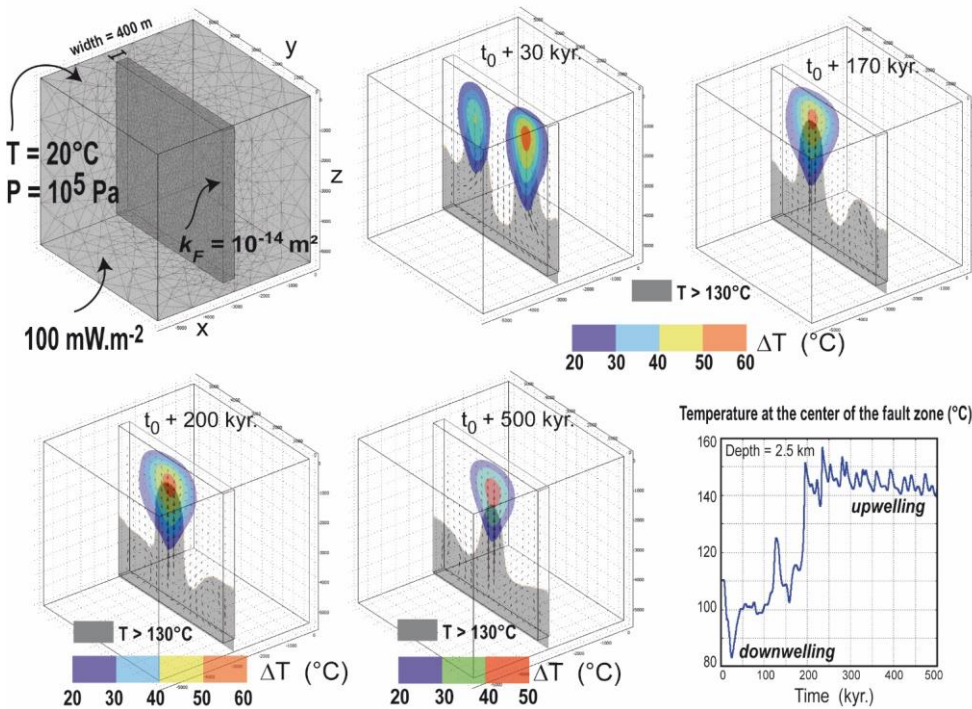 width = 400 m
y
T = 20°C
P = 10⁵ Pa
z
k_F = 10⁻¹⁴ m²
100 mW.m⁻²
x
t₀ + 30 kyr.
t₀ + 170 kyr.
T > 130°C
ΔT (°C)
20 30 40 50 60
t₀ + 200 kyr.
T > 130°C
ΔT (°C)
20 30 40 50 60
t₀ + 500 kyr.
T > 130°C
ΔT (°C)
20 30 40 50
Temperature at the center of the fault zone (°C)
160
Depth = 2.5 km
140
upwelling
120
100
downwelling
80
0 100 200 300 400 500
Time (kyr.)